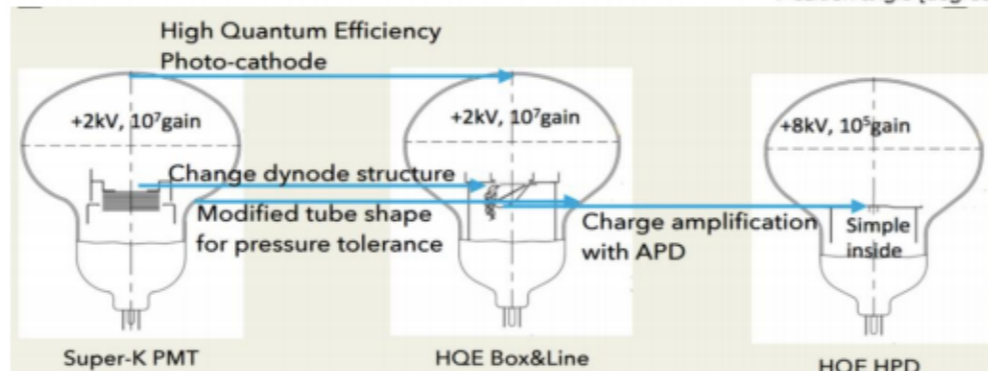 High Quantum Efficiency
Photo-cathode
+2kV, 10⁷gain
+2kV, 10⁷gain
+8kV, 10⁵gain
Change dynode structure
Modified tube shape
for pressure tolerance
Charge amplification
with APD
Simple
inside
Super-K PMT
HQE Box&Line
HQE HPD